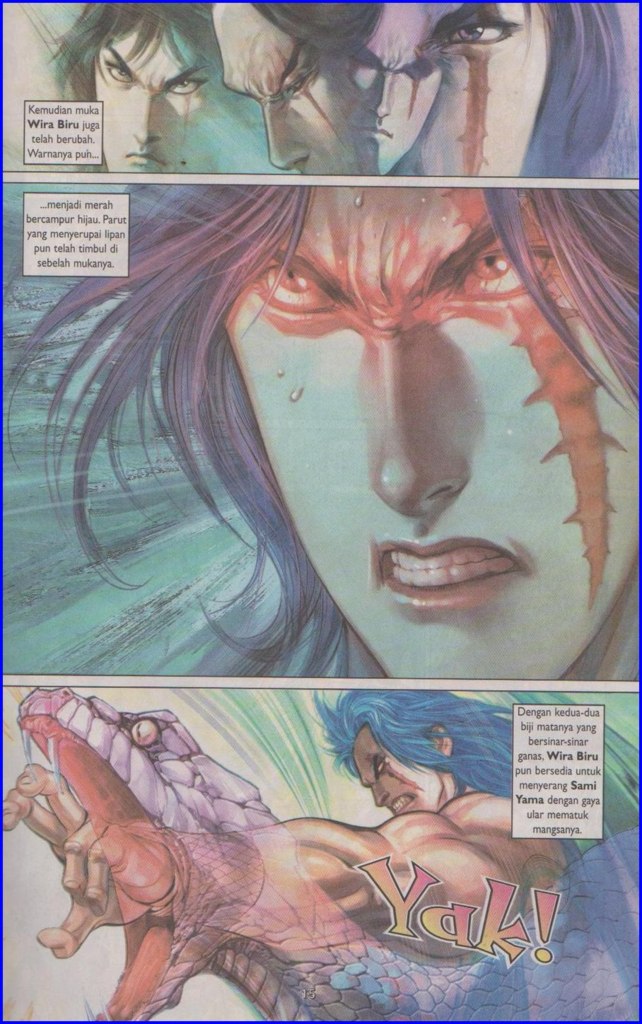 Kemudian muka
Wira Biru juga
telah berubah.
Warnanya puh...
...menjadi merah
bercampur hijau. Parut
yang menyerupai lipan
pun telah timbul di
sebelah mukanya.
Dengan kedua-dua
biji matanya yang
bersinar-sinar
ganas, Wira Biru
pun bersedia untuk
menyerang Sami
Yama dengan gaya
ular mematuk
mangsanya.
Yak!
15